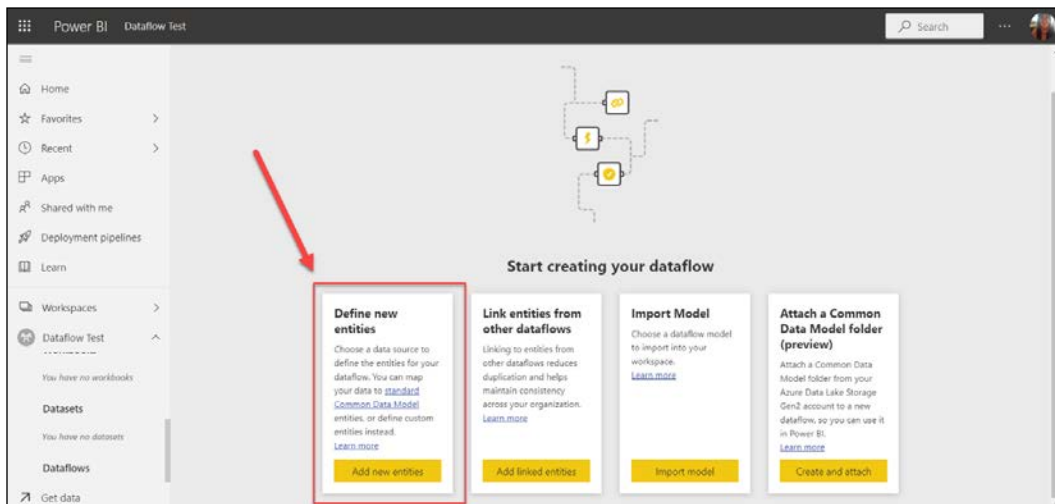 Power BI Dataflow Test
Search
Home
Favorites
Recent
Apps
Shared with me
Deployment pipelines
Learn
Workspaces
Dataflow Test
You have no workbooks
Datasets
You have no datasets
Dataflows
Get data
Start creating your dataflow
Define new
entities
Choose a data source to
define the entities for your
dataflow. You can map
your data to standard
Common Data Model
entities, or define custom
entities instead.
Learn more
Add new entities
Link entities from
other dataflows
Linking to entities from
other dataflows reduces
duplication and helps
maintain consistency
across your organization.
Learn more
Add linked entities
Import Model
Choose a dataflow model
to import into your
workspace.
Learn more
Import model
Attach a Common
Data Model folder
(preview)
Attach a Common Data
Model folder from your
Azure Data Lake Storage
Gen2 account to a new
dataflow, so you can use it
in Power BI.
Learn more
Create and attach